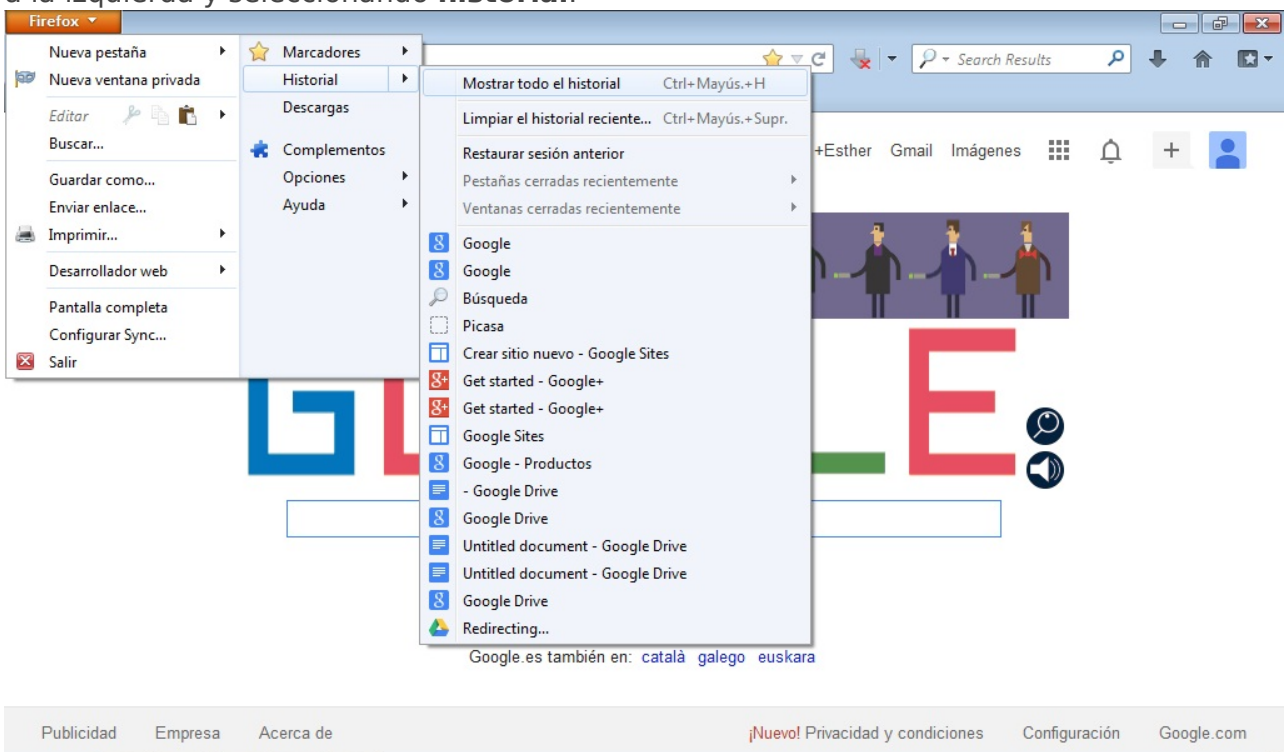 a la izquierda y seleccionando Historial.
Firefox
Nueva pestaña
Nueva ventana privada
Editar
Buscar...
Guardar como...
Enviar enlace...
Imprimir...
Desarrollador web
Pantalla completa
Configurar Sync...
Salir
Marcadores
Historial
Descargas
Complementos
Opciones
Ayuda
Mostrar todo el historial Ctrl+Mayús.+H
Limpiar el historial reciente... Ctrl+Mayús.+Supr.
Restaurar sesión anterior
Pestañas cerradas recientemente
Ventanas cerradas recientemente
Google
Google
Búsqueda
Picasa
Crear sitio nuevo - Google Sites
Get started - Google+
Get started - Google+
Google Sites
Google - Productos
- Google Drive
Google Drive
Untitled document - Google Drive
Untitled document - Google Drive
Google Drive
Redirecting...
Search Results
+Esther Gmail Imágenes
G L E
Google.es también en: català galego euskara
Publicidad Empresa Acerca de ¡Nuevo! Privacidad y condiciones Configuración Google.com